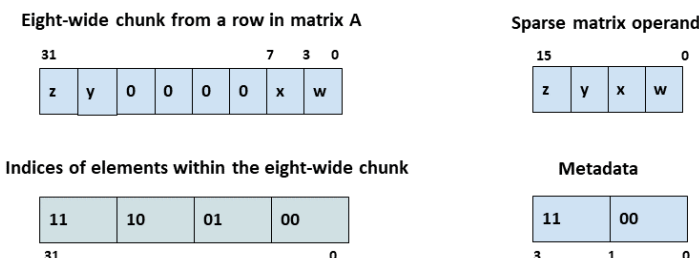 Eight-wide chunk from a row in matrix A
31 7 3 0
z y 0 0 0 0 x w
Sparse matrix operand
15 0
z y x w
Indices of elements within the eight-wide chunk
11 10 01 00
31 0
Metadata
11 00
3 1 0